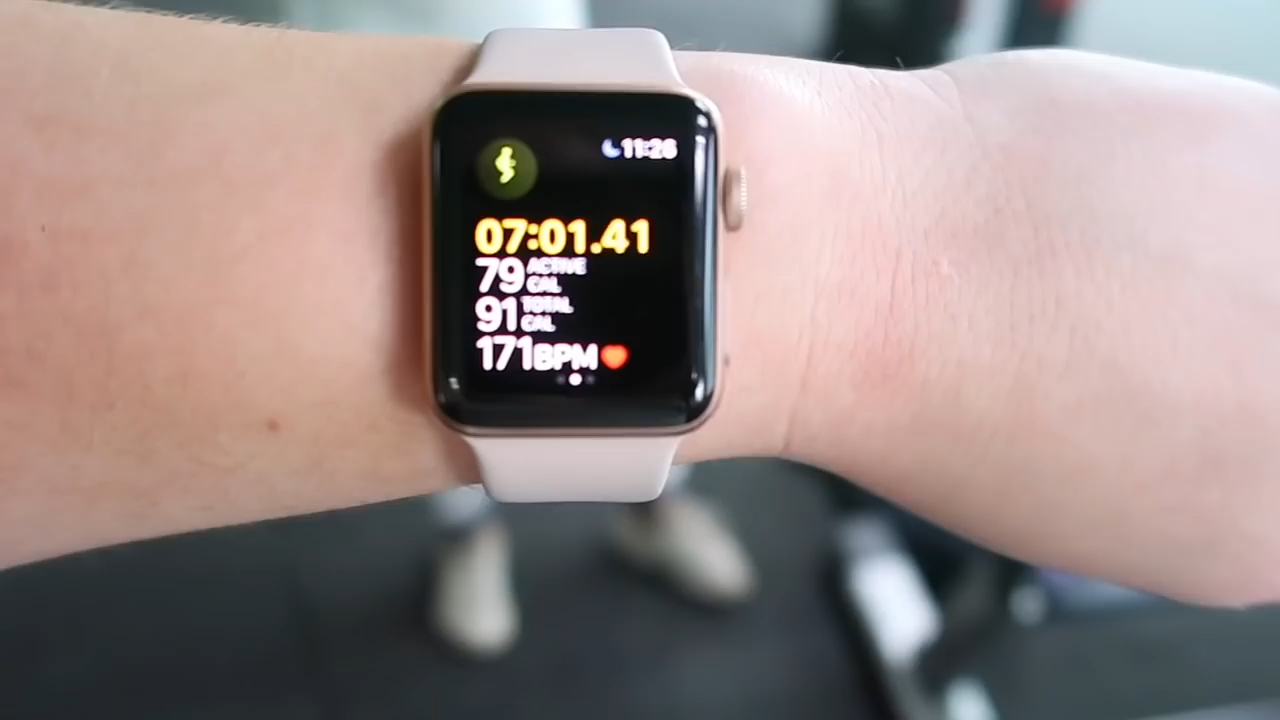 11:26
07:01.41
79 ACTIVE CAL
91 TOTAL CAL
171BPM